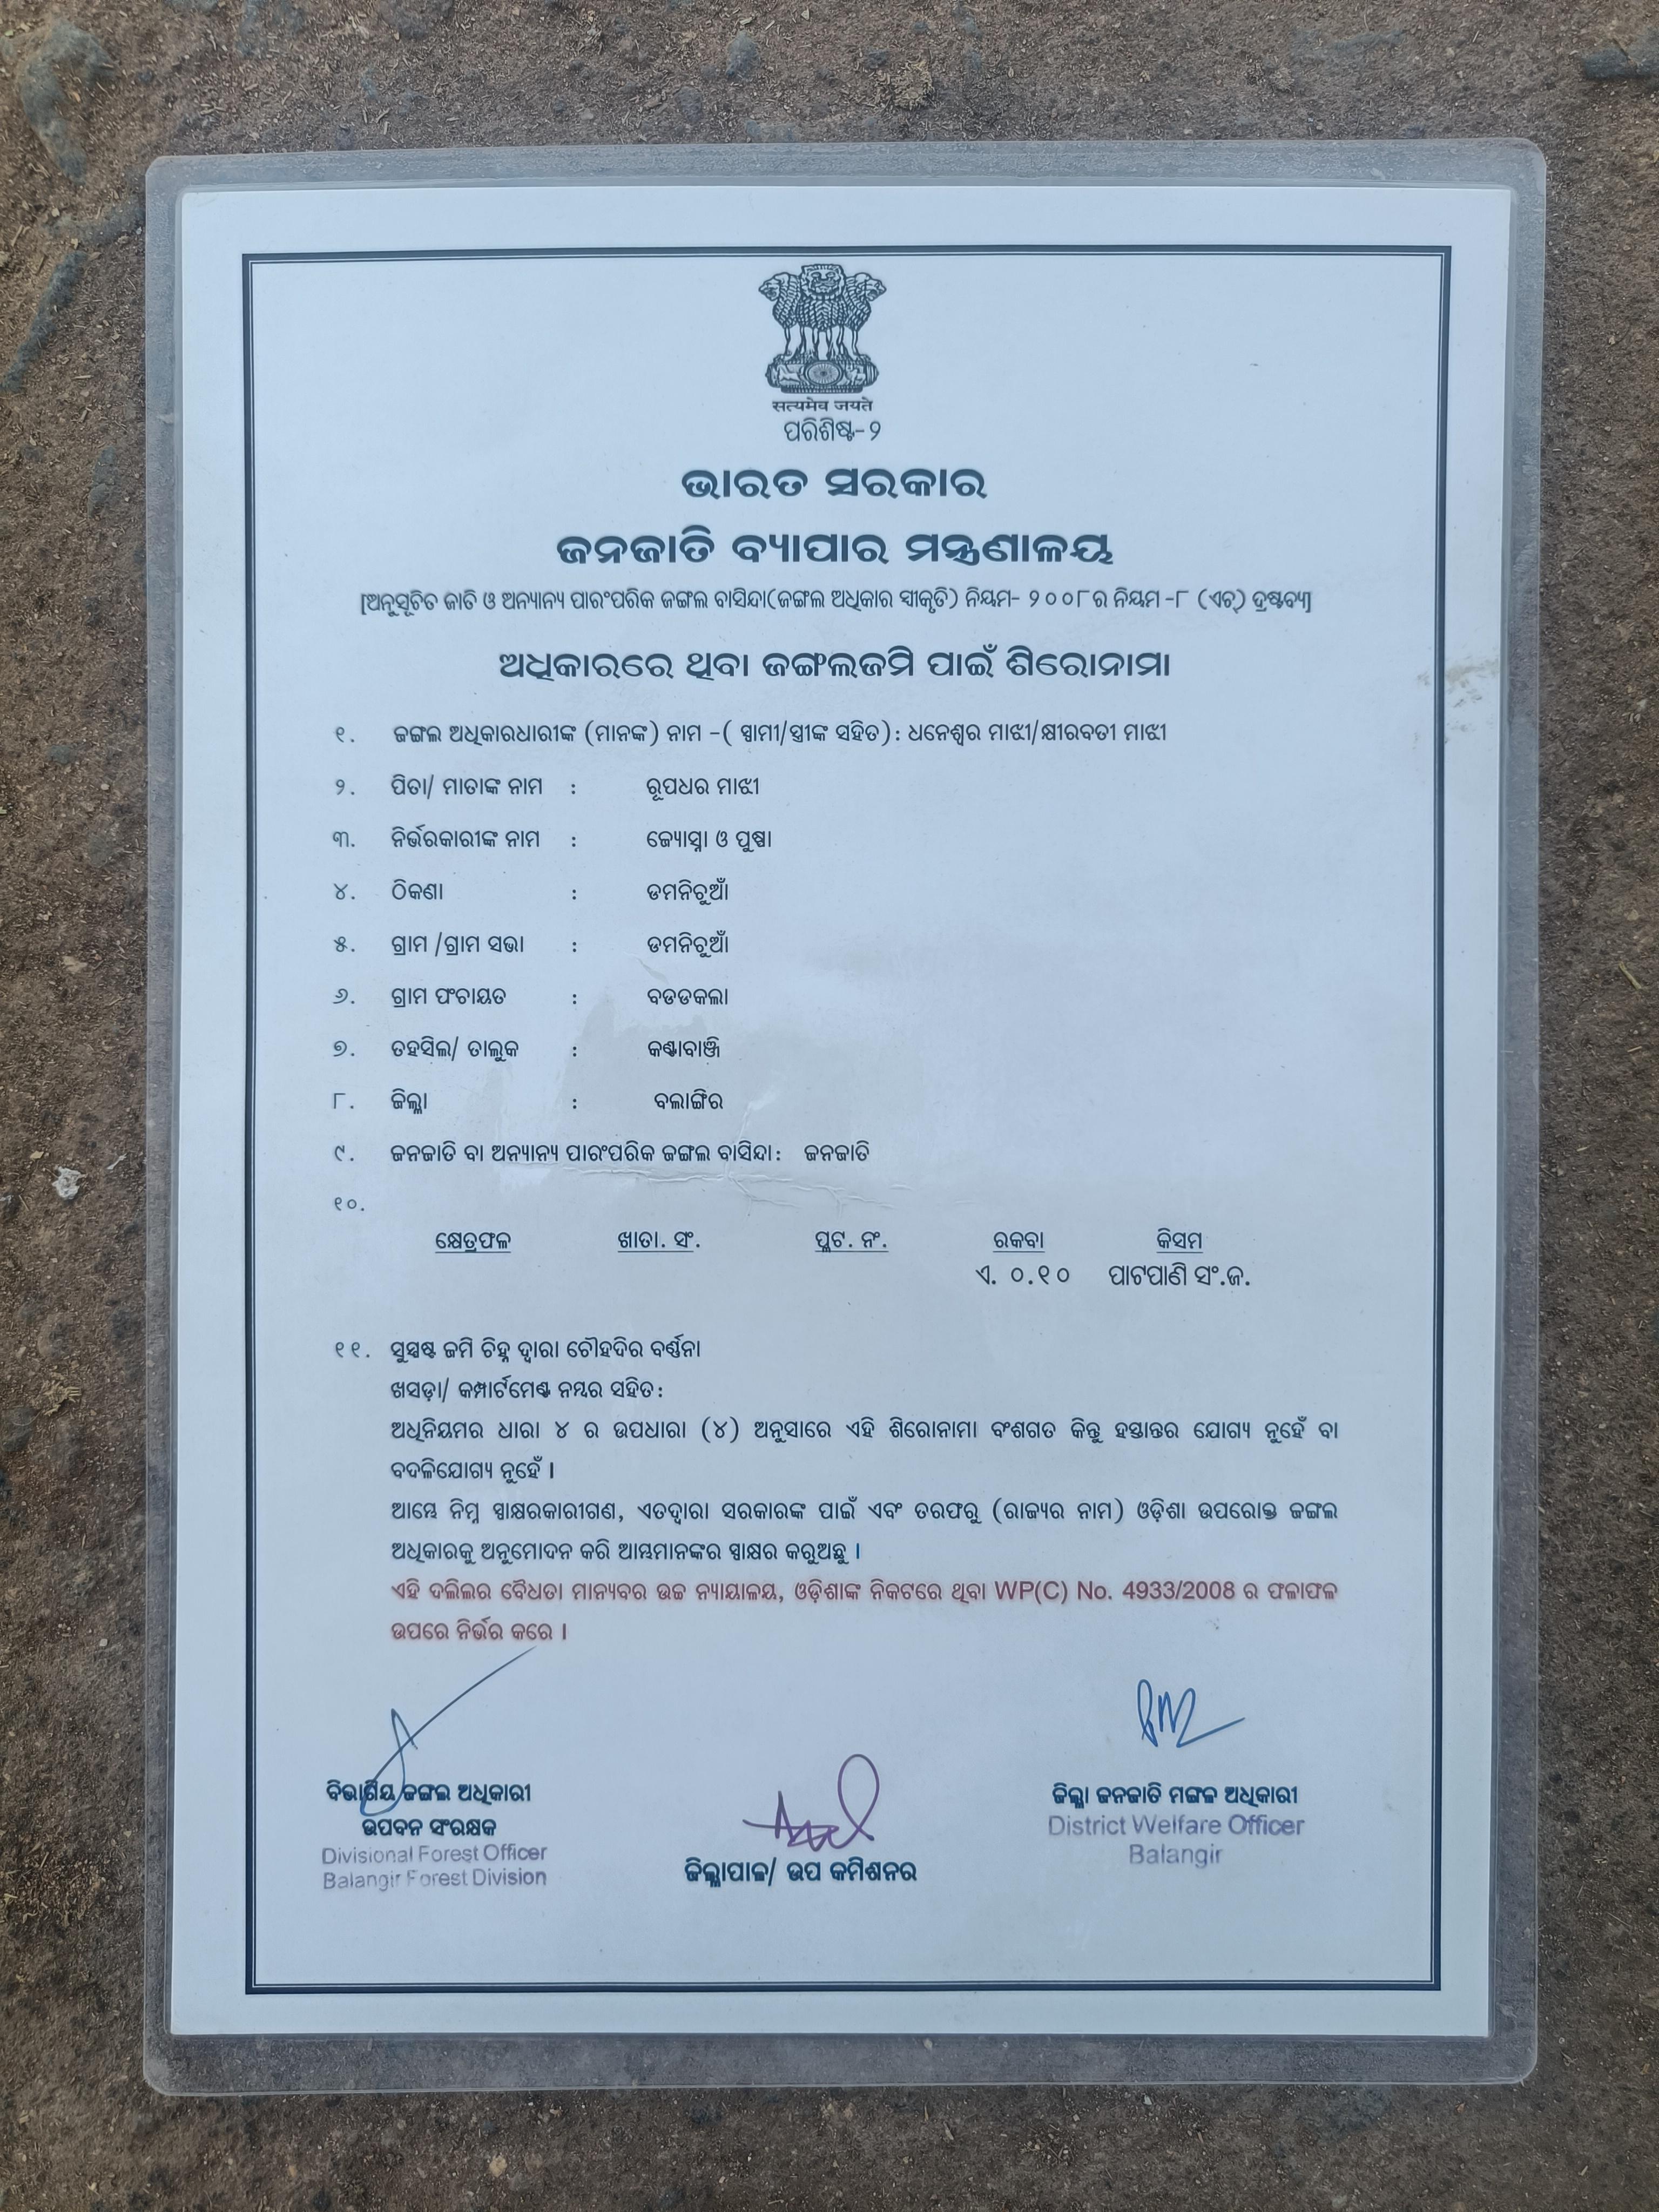 सत्यमेव जयते
ପରିଶିଷ୍ଟ-୨
ଭାରତ ସରକାର
ଜନଜାତି ବ୍ୟାପାର ମନ୍ତ୍ରଣାଳୟ
[ଅନୁସୂଚିତ ଜାତି ଓ ଅନ୍ୟାନ୍ୟ ପାରଂପରିକ ଜଙ୍ଗଲ ବାସିନ୍ଦା(ଜଙ୍ଗଲ ଅଧିକାର ସ୍ୱୀକୃତି) ନିୟମ- ୨୦୦୮ର ନିୟମ -୮ (ଏଚ୍) ଦ୍ରଷ୍ଟବ୍ୟ]
ଅଧିକାରରେ ଥିବା ଜଙ୍ଗଲଜମି ପାଇଁ ଶିରୋନାମା
୧. ଜଙ୍ଗଲ ଅଧିକାରଧାରୀଙ୍କ (ମାନଙ୍କ) ନାମ -( ସ୍ୱାମୀ/ସ୍ତ୍ରୀଙ୍କ ସହିତ): ଧନେଶ୍ୱର ମାଝୀ/କ୍ଷୀରବତୀ ମାଝୀ
୨. ପିତା/ ମାତାଙ୍କ ନାମ : ରୂପଧର ମାଝୀ
୩. ନିର୍ଭରକାରୀଙ୍କ ନାମ : ଜ୍ୟୋସ୍ନା ଓ ପୁଷ୍ପା
୪. ଠିକଣା : ଡମନିଚୁଆଁ
୫. ଗ୍ରାମ /ଗ୍ରାମ ସଭା : ଡମନିଚୁଆଁ
୬. ଗ୍ରାମ ପଂଚାୟତ : ବଡଡକଲା
୭. ତହସିଲ/ ତାଲୁକ : କଣ୍ଟାବାଞ୍ଜି
୮. ଜିଲ୍ଲା : ବଲାଙ୍ଗିର
୯. ଜନଜାତି ବା ଅନ୍ୟାନ୍ୟ ପାରଂପରିକ ଜଙ୍ଗଲ ବାସିନ୍ଦା: ଜନଜାତି
୧୦.
କ୍ଷେତ୍ରଫଳ ଖାତା. ସଂ. ପ୍ଲଟ. ନଂ. ରକବା କିସମ
ଏ. ୦.୧୦ ପାଟପାଣି ସଂ.ଜ.
୧୧. ସୁସ୍ପଷ୍ଟ ଜମି ଚିହ୍ନ ଦ୍ୱାରା ଚୌହଦିର ବର୍ଣ୍ଣନା
ଖସଡ଼ା/ କମ୍ପାର୍ଟମେଣ୍ଟ ନମ୍ବର ସହିତ:
ଅଧିନିୟମର ଧାରା ୪ ର ଉପଧାରା (୪) ଅନୁସାରେ ଏହି ଶିରୋନାମା ବଂଶଗତ କିନ୍ତୁ ହସ୍ତାନ୍ତର ଯୋଗ୍ୟ ନୁହେଁ ବା
ବଦଳିଯୋଗ୍ୟ ନୁହେଁ ।
ଆମ୍ଭେ ନିମ୍ନ ସ୍ୱାକ୍ଷରକାରୀଗଣ, ଏତଦ୍ୱାରା ସରକାରଙ୍କ ପାଇଁ ଏବଂ ତରଫରୁ (ରାଜ୍ୟର ନାମ) ଓଡ଼ିଶା ଉପରୋକ୍ତ ଜଙ୍ଗଲ
ଅଧିକାରକୁ ଅନୁମୋଦନ କରି ଆମ୍ଭମାନଙ୍କର ସ୍ୱାକ୍ଷର କରୁଅଛୁ ।
ଏହି ଦଲିଲର ବୈଧତା ମାନ୍ୟବର ଉଚ୍ଚ ନ୍ୟାୟାଳୟ, ଓଡ଼ିଶାଙ୍କ ନିକଟରେ ଥିବା WP(C) No. 4933/2008 ର ଫଳାଫଳ
ଉପରେ ନିର୍ଭର କରେ ।
ବିଭାଗିୟ ଜଙ୍ଗଲ ଅଧିକାରୀ
ଉପବନ ସଂରକ୍ଷକ
Divisional Forest Officer
Balangir Forest Division
ଜିଲ୍ଲାପାଳ/ ଉପ କମିଶନର
ଜିଲ୍ଲା ଜନଜାତି ମଙ୍ଗଳ ଅଧିକାରୀ
District Welfare Officer
Balangir